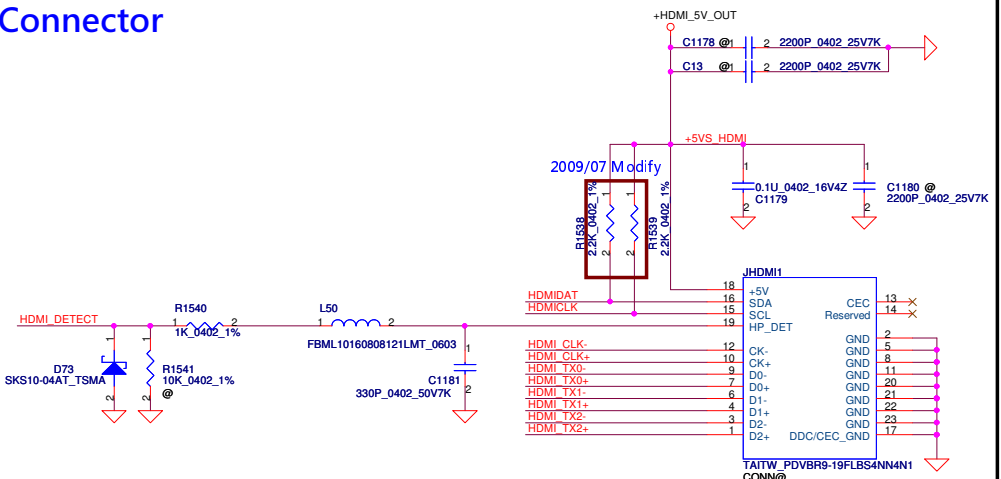 Connector
+HDMI_5V_OUT
C1178 @ 1 2 2200P_0402_25V7K
C13 @ 1 2 2200P_0402_25V7K
+5VS_HDMI
2009/07 Modify
R1538
2.2K_0402_1%
1
2
R1539
2.2K_0402_1%
1
2
1
2
0.1U_0402_16V4Z
C1179
1
2
C1180 @
2200P_0402_25V7K
HDMI_DETECT
R1540
1 2
1K_0402_1%
L50
1 2
FBML10160808121LMT_0603
D73
SKS10-04AT_TSMA
1
2
R1541
10K_0402_1%
@
1
2
C1181
330P_0402_50V7K
1
2
JHDMI1
18 +5V
HDMIDAT 16 SDA
HDMICLK 15 SCL
19 HP_DET
HDMI_CLK- 12 CK-
HDMI_CLK+ 10 CK+
HDMI_TX0- 9 D0-
HDMI_TX0+ 7 D0+
HDMI_TX1- 6 D1-
HDMI_TX1+ 4 D1+
HDMI_TX2- 3 D2-
HDMI_TX2+ 1 D2+
CEC 13
Reserved 14
GND 2
GND 5
GND 8
GND 11
GND 20
GND 21
GND 22
GND 23
DDC/CEC_GND 17
TAITW_PDVBR9-19FLBS4NN4N1
CONN@